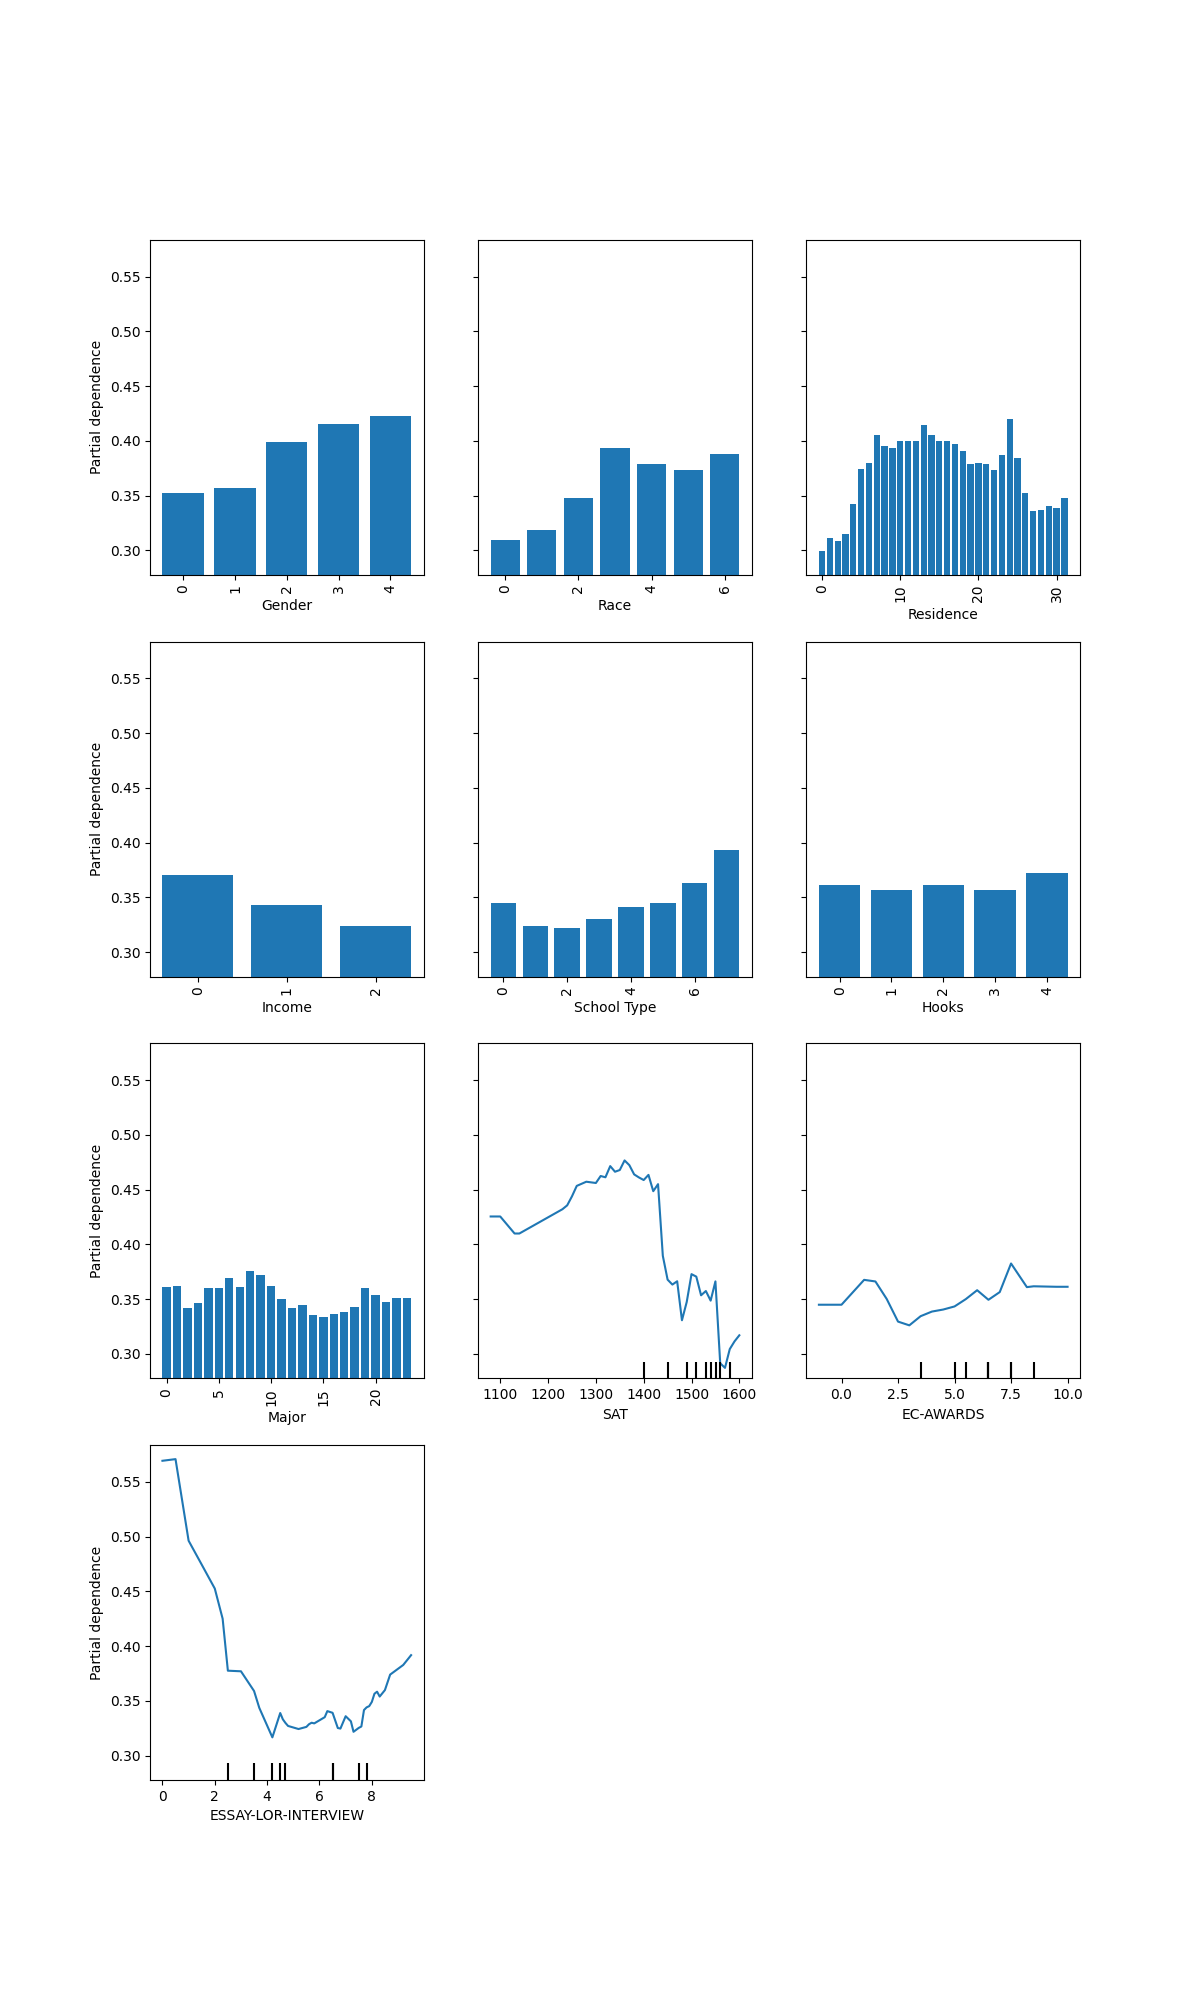 0.55
0.50
0.45
0.40
0.35
0.30
Partial dependence
0 1 2 3 4
Gender
0 2 4 6
Race
0 10 20 30
Residence
0.55
0.50
0.45
0.40
0.35
0.30
Partial dependence
0 1 2
Income
0 2 4 6
School Type
0 1 2 3 4
Hooks
0.55
0.50
0.45
0.40
0.35
0.30
Partial dependence
0 5 10 15 20
Major
1100 1200 1300 1400 1500 1600
SAT
0.0 2.5 5.0 7.5 10.0
EC-AWARDS
0.55
0.50
0.45
0.40
0.35
0.30
Partial dependence
0 2 4 6 8
ESSAY-LOR-INTERVIEW